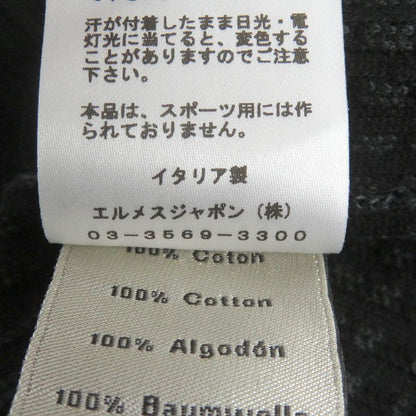 汗が付着したまま日光・電
灯光に当てると、変色する
ことがありますのでご注意
下さい。
本品は、スポーツ用には作
られておりません。
イタリア製
エルメスジャポン（株）
03-3569-3300
100% Coton
100% Cotton
100% Algodón
100% Baumwolle